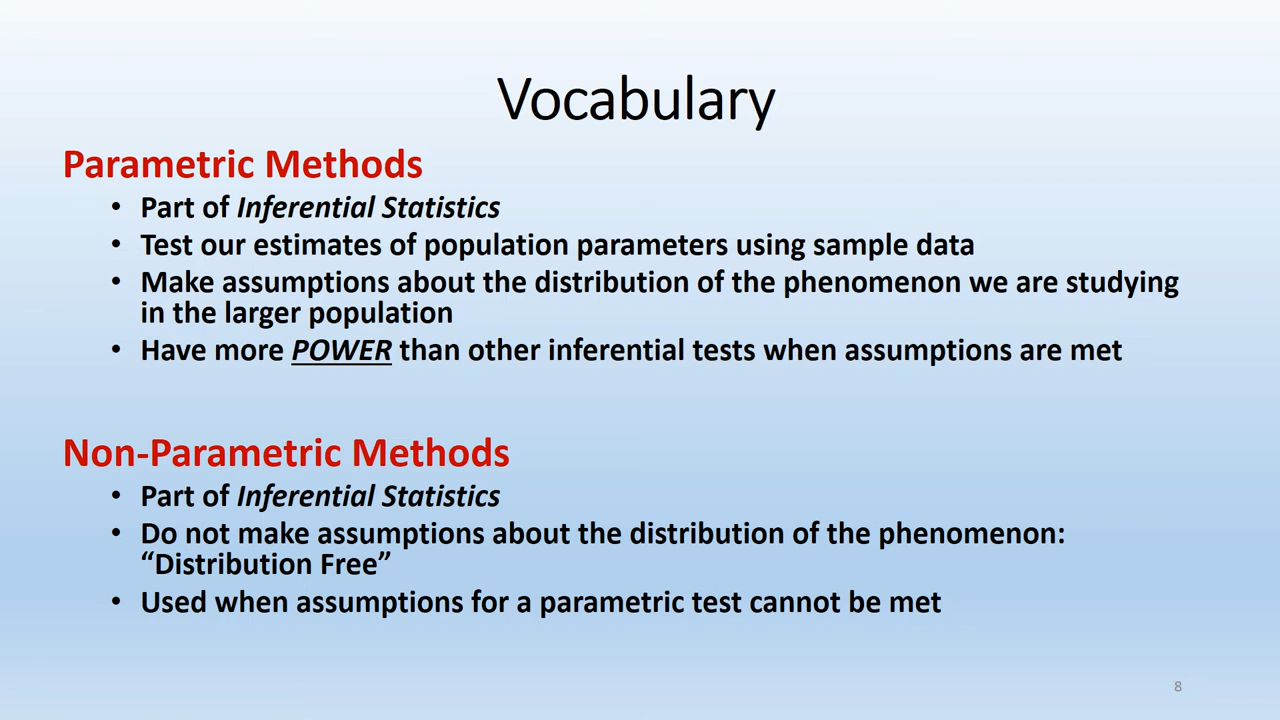 Vocabulary
Parametric Methods
• Part of Inferential Statistics
• Test our estimates of population parameters using sample data
• Make assumptions about the distribution of the phenomenon we are studying
in the larger population
• Have more POWER than other inferential tests when assumptions are met
Non-Parametric Methods
• Part of Inferential Statistics
• Do not make assumptions about the distribution of the phenomenon:
“Distribution Free”
• Used when assumptions for a parametric test cannot be met
8